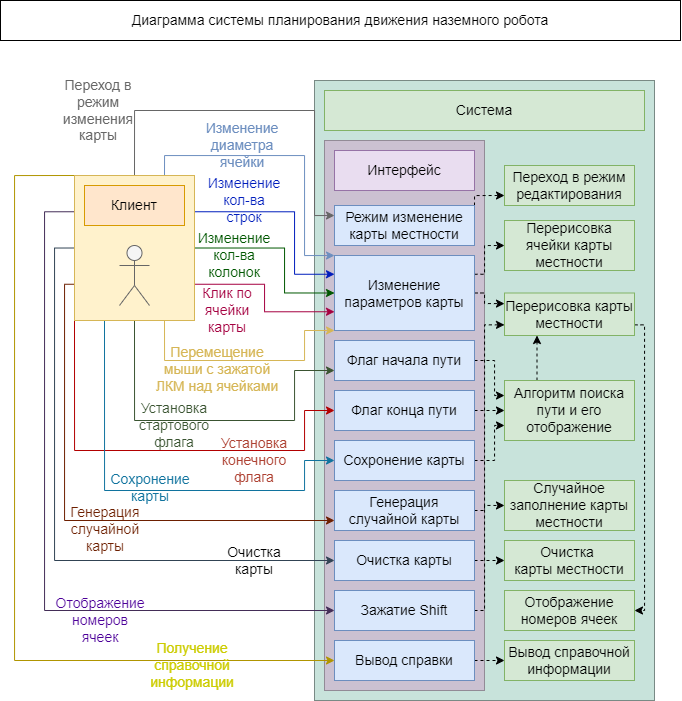 Диаграмма системы планирования движения наземного робота
Переход в
режим
изменения
карты
Система
Изменение
диаметра
ячейки
Интерфейс
Переход в режим
редактирования
Клиент
Изменение
кол-ва
строк
Режим изменение
карты местности
Перерисовка
ячейки карты
местности
Изменение
кол-ва
колонок
Изменение
параметров карты
Клик по
ячейки
карты
Перерисовка карты
местности
Перемещение
мыши с зажатой
ЛКМ над ячейками
Флаг начала пути
Алгоритм поиска
пути и его
отображение
Установка
стартового
флага
Флаг конца пути
Установка
конечного
флага
Сохронение карты
Сохронение
карты
Генерация
случайной карты
Случайное
заполнение карты
местности
Генерация
случайной
карты
Очистка
карты
Очистка карты
Очистка
карты местности
Отображение
номеров
ячеек
Зажатие Shift
Отображение
номеров ячеек
Получение
справочной
информации
Вывод справки
Вывод справочной
информации